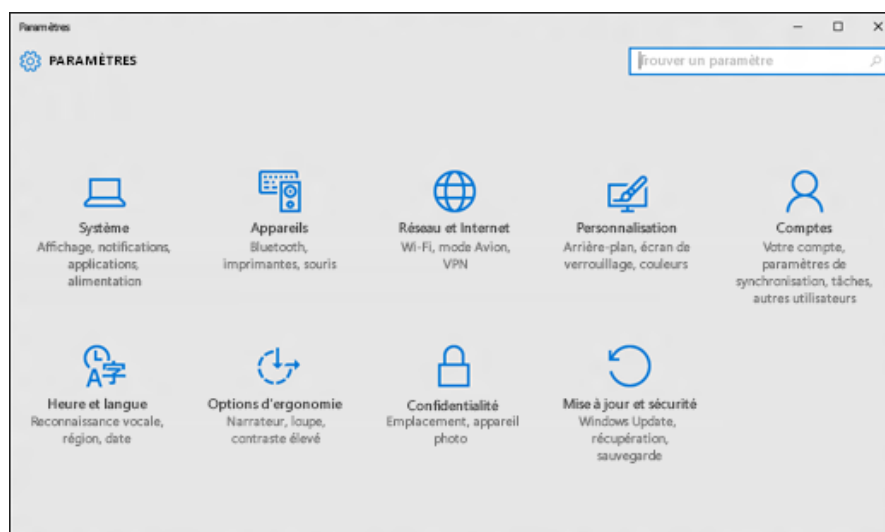 Paramètres
PARAMÈTRES
Trouver un paramètre
Système
Affichage, notifications,
applications,
alimentation
Appareils
Bluetooth,
imprimantes, souris
Réseau et Internet
Wi-Fi, mode Avion,
VPN
Personnalisation
Arrière-plan, écran de
verrouillage, couleurs
Comptes
Votre compte,
paramètres de
synchronisation, tâches,
autres utilisateurs
A字
Heure et langue
Reconnaissance vocale,
région, date
Options d'ergonomie
Narrateur, loupe,
contraste élevé
Confidentialité
Emplacement, appareil
photo
Mise à jour et sécurité
Windows Update,
récupération,
sauvegarde